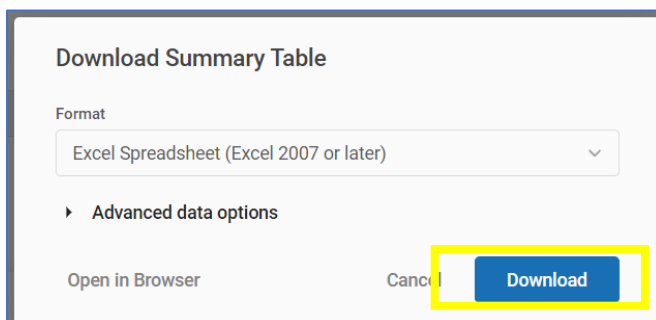 Download Summary Table
Format
Excel Spreadsheet (Excel 2007 or later)
Advanced data options
Open in Browser Cancel Download